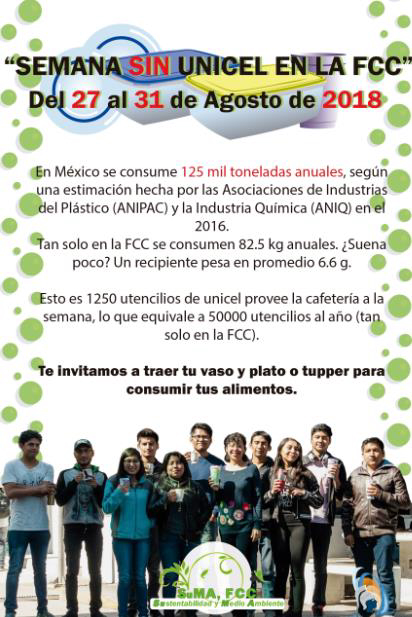 “SEMANA SIN UNICEL EN LA FCC”
Del 27 al 31 de Agosto de 2018
En México se consume 125 mil toneladas anuales, según
una estimación hecha por las Asociaciones de Industrias
del Plástico (ANIPAC) y la Industria Química (ANIQ) en el
2016.
Tan solo en la FCC se consumen 82.5 kg anuales. ¿Suena
poco? Un recipiente pesa en promedio 6.6 g.
Esto es 1250 utencilios de unicel provee la cafetería a la
semana, lo que equivale a 50000 utencilios al año (tan
solo en la FCC).
Te invitamos a traer tu vaso y plato o tupper para
consumir tus alimentos.
SuMA, FCC
Sustentabilidad y Medio Ambiente